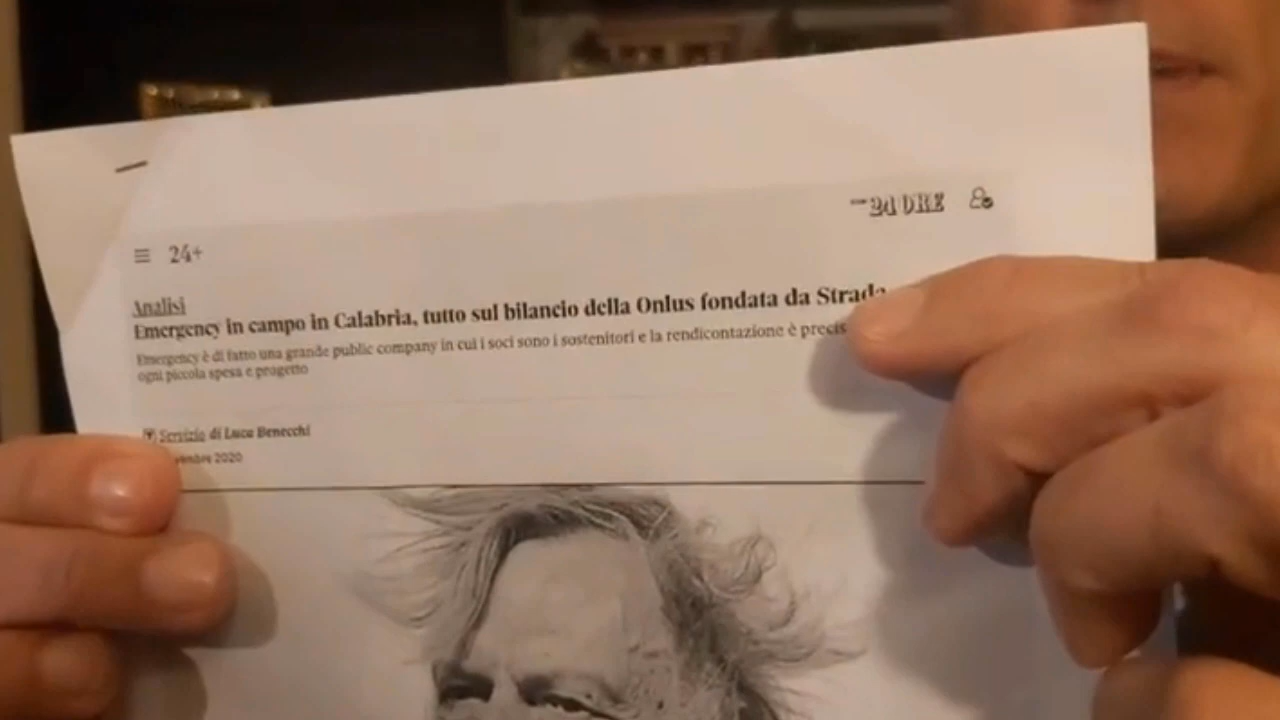 24 ORE
24+
Analisi
Emergency in campo in Calabria, tutto sul bilancio della Onlus fondata da Strada
Emergency è di fatto una grande public company in cui i soci sono i sostenitori e la rendicontazione è precis
ogni piccola spesa e progetto
Servizio di Luca Benecchi
vembre 2020